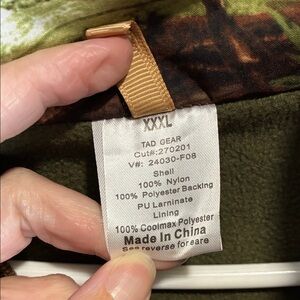 XXXL
TAD GEAR
Cut#:270201
V#: 24030-F08
Shell
100% Nylon
100% Polyester Backing
PU Larminate
Lining
100% Coolmax Polyester
Made In China
See reverse for care